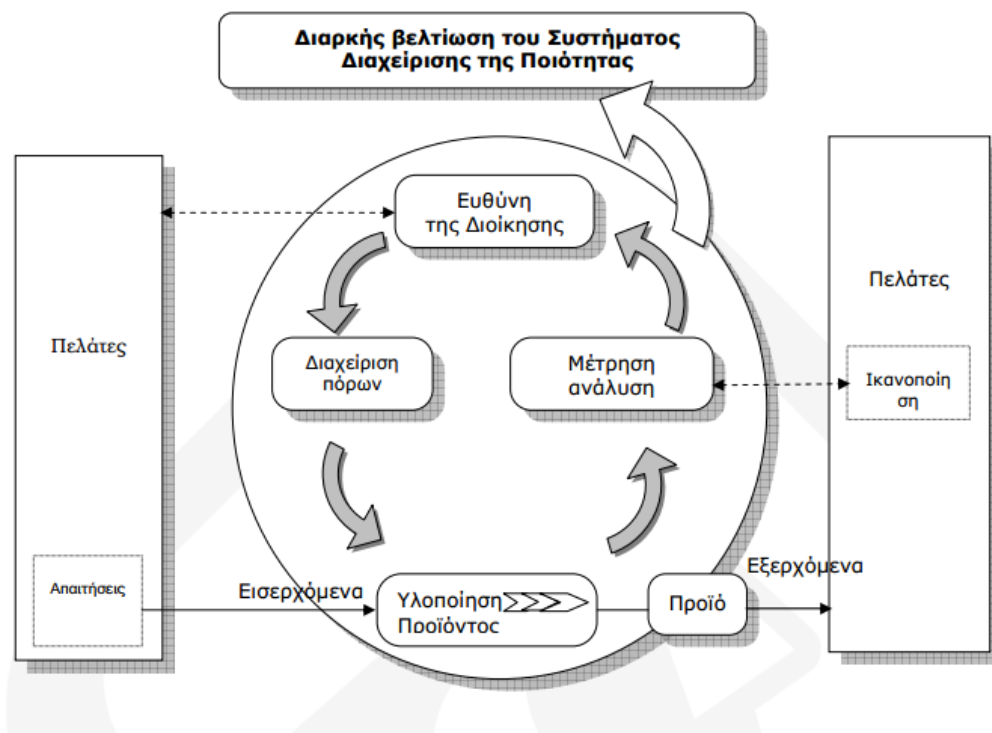 Διαρκής βελτίωση του Συστήματος
Διαχείρισης της Ποιότητας
Ευθύνη
της Διοίκησης
Πελάτες
Πελάτες
Διαχείριση
πόρων
Μέτρηση
ανάλυση
Ικανοποίη
ση
Απαιτήσεις
Εισερχόμενα
Υλοποίηση
Προϊόντος
Προϊό
Εξερχόμενα